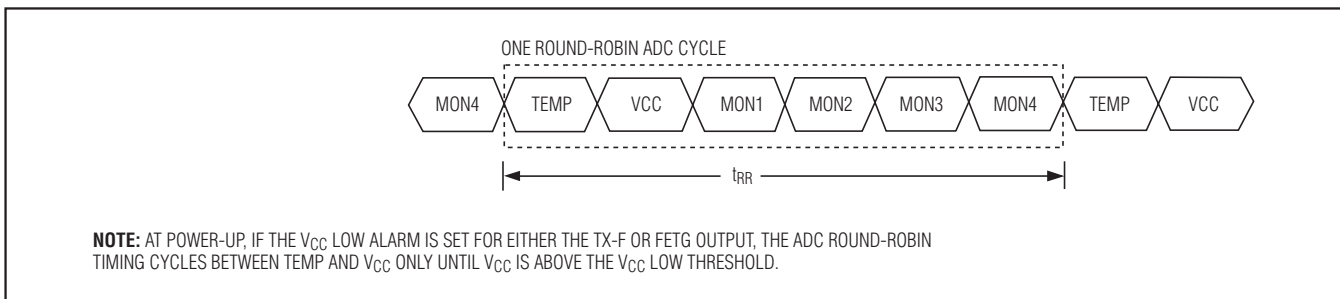 ONE ROUND-ROBIN ADC CYCLE
MON4 TEMP VCC MON1 MON2 MON3 MON4 TEMP VCC
tRR
NOTE: AT POWER-UP, IF THE VCC LOW ALARM IS SET FOR EITHER THE TX-F OR FETG OUTPUT, THE ADC ROUND-ROBIN
TIMING CYCLES BETWEEN TEMP AND VCC ONLY UNTIL VCC IS ABOVE THE VCC LOW THRESHOLD.